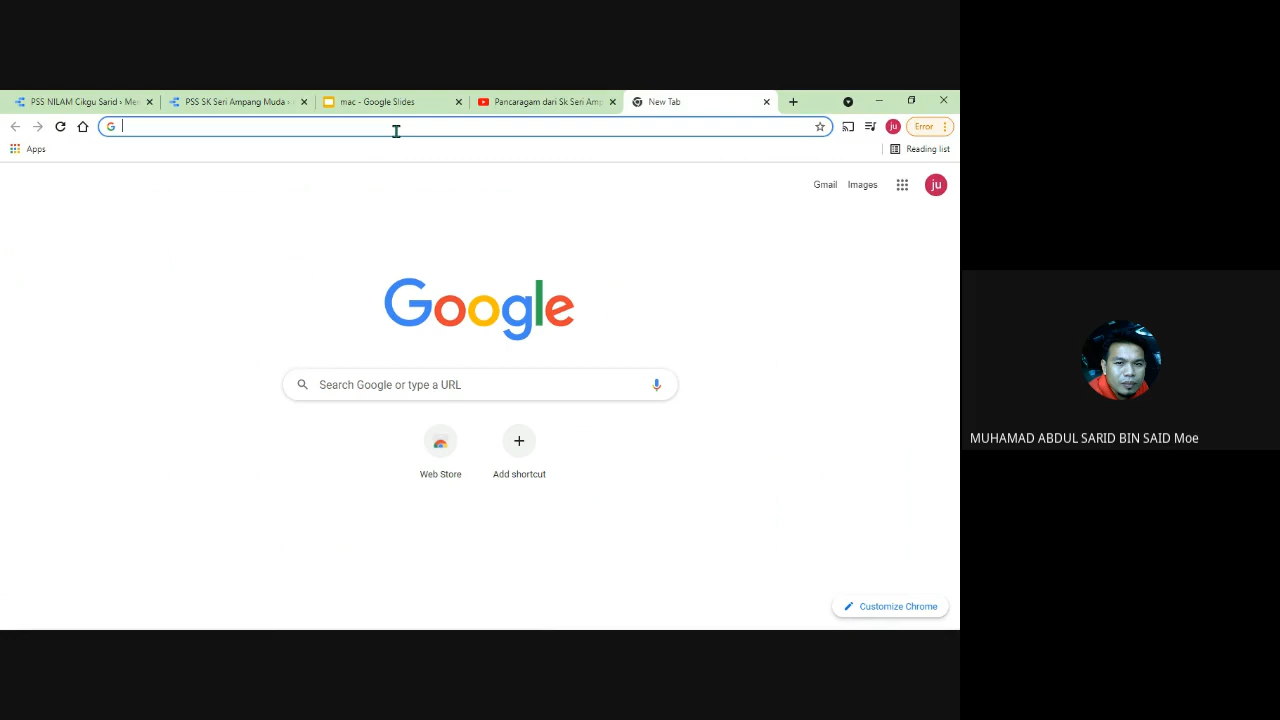 PSS NILAM Cikgu Sarid › Me
PSS SK Seri Ampang Muda ›
mac - Google Slides
Pancaragam dari Sk Seri Amp
New Tab
G
ju
Error
Apps
Reading list
Gmail
Images
ju
Google
Search Google or type a URL
Web Store
Add shortcut
MUHAMAD ABDUL SARID BIN SAID Moe
Customize Chrome